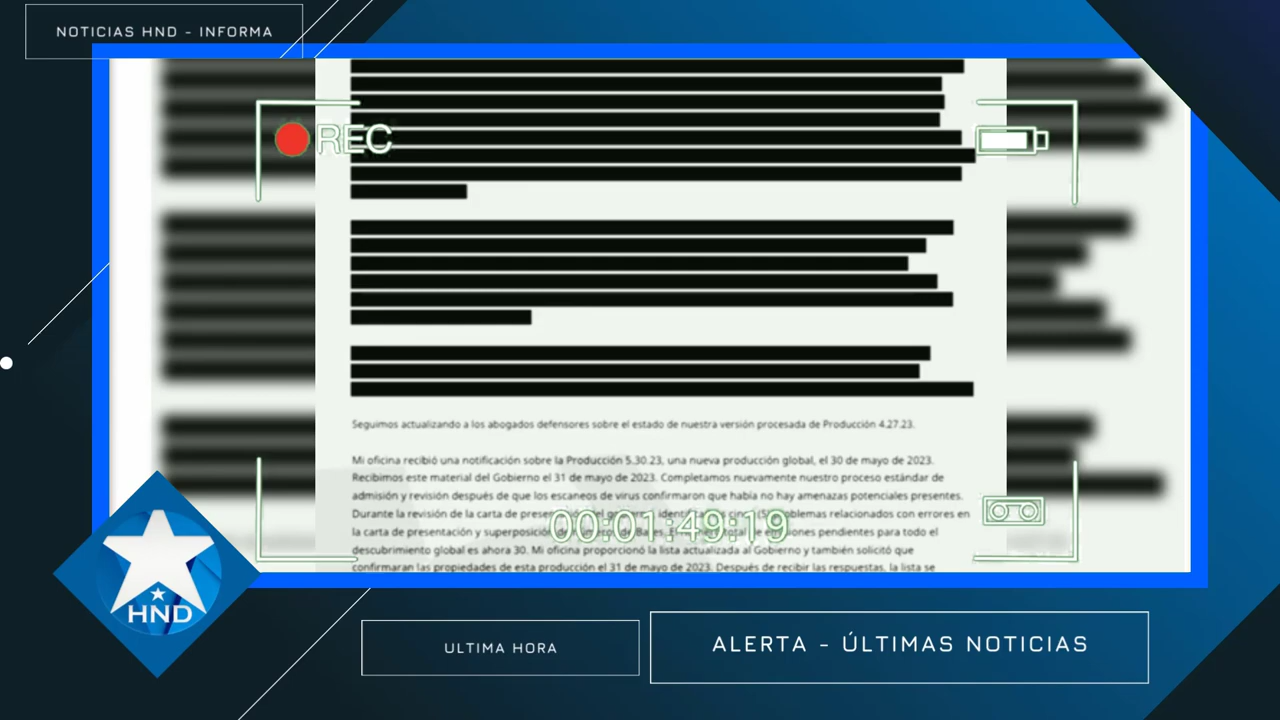 NOTICIAS HND - INFORMA
REC
Seguimos actualizando a los abogados defensores sobre el estado de nuestra versión procesada de Producción 4.27.23.
Mi oficina recibió una notificación sobre la Producción 5.30.23, una nueva producción global, el 30 de mayo de 2023.
Recibimos este material del Gobierno el 31 de mayo de 2023. Completamos nuevamente nuestro proceso estándar de
admisión y revisión después de que los escaneos de virus confirmaron que había no hay amenazas potenciales presentes.
Durante la revisión de la carta de del cinco (5) problemas relacionados con errores en
la carta de presentación y superposición de de pendientes para todo el
descubrimiento global es ahora 30. Mi oficina proporcionó la lista actualizada al Gobierno y también solicitó que
confirmaran las propiedades de esta producción el 31 de mayo de 2023. Después de recibir las respuestas, la lista se
00:01:49:19
HND
ULTIMA HORA
ALERTA - ÚLTIMAS NOTICIAS